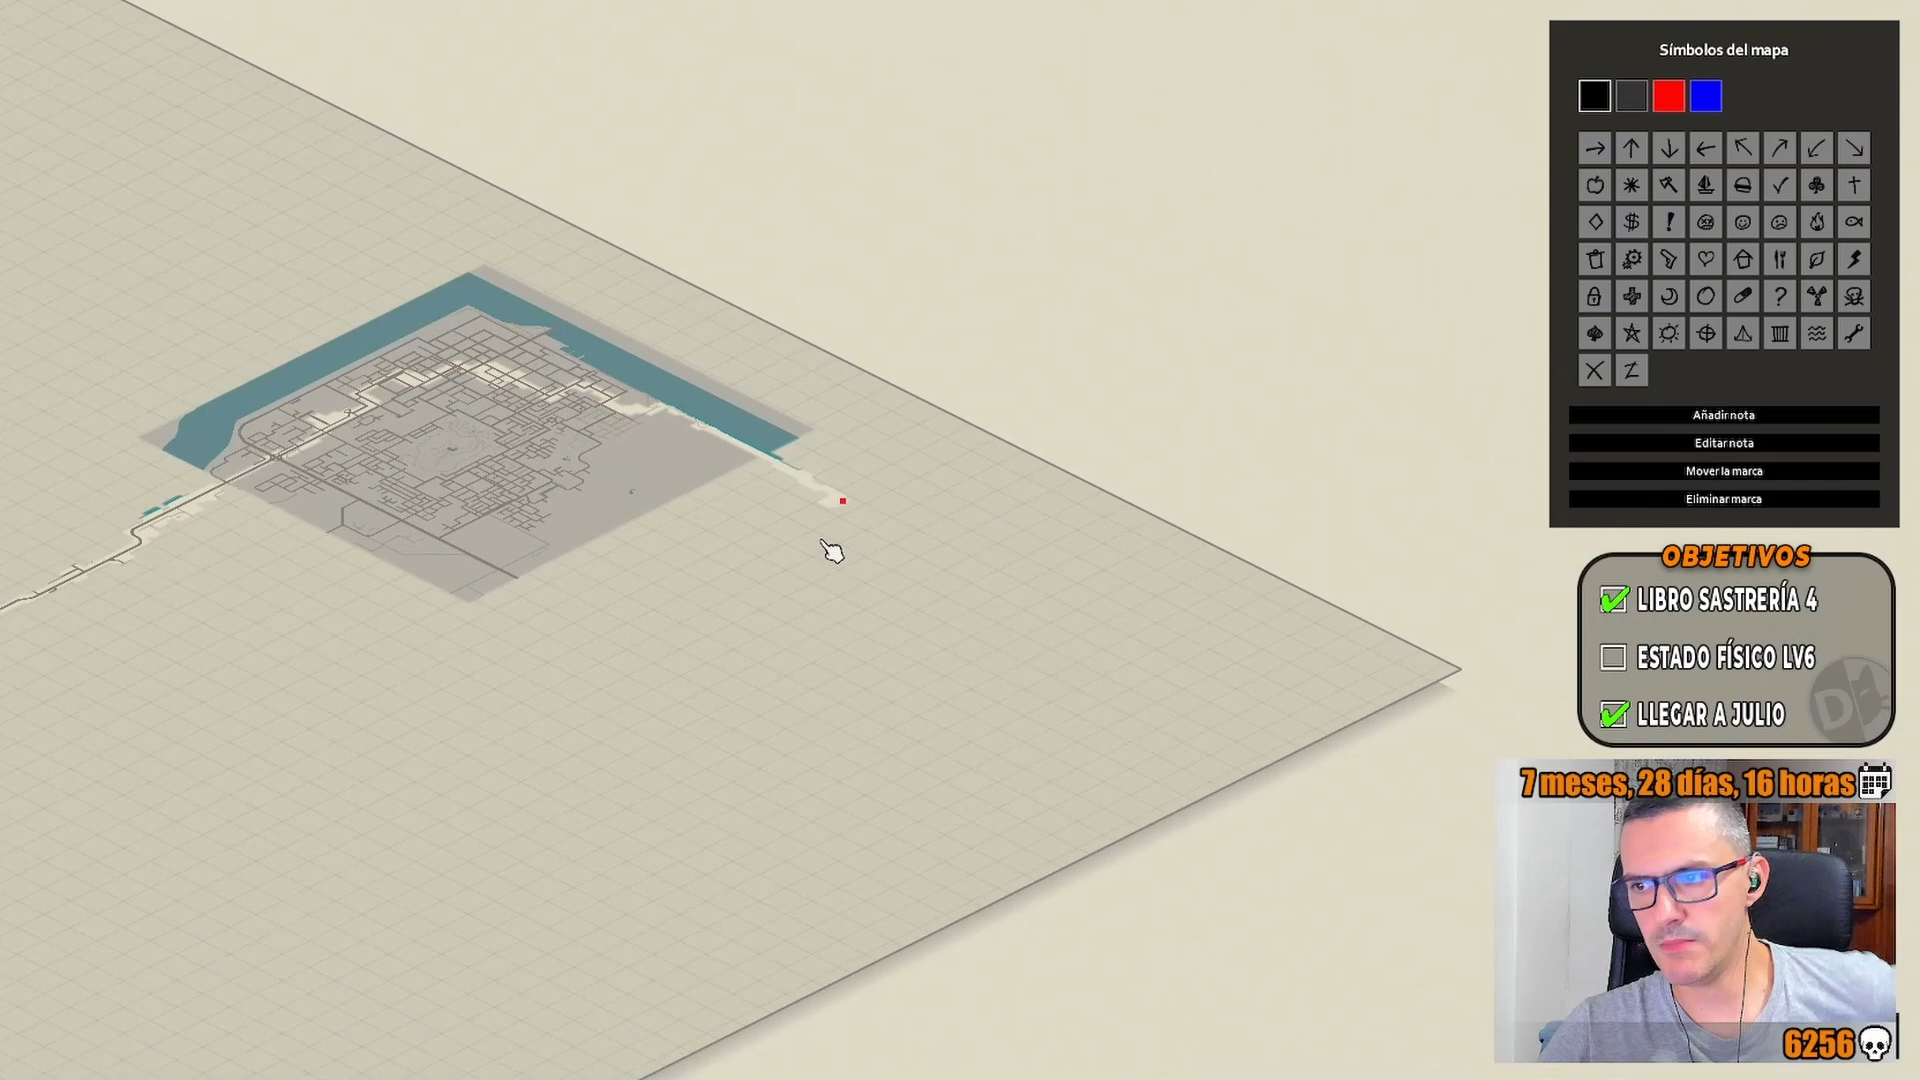 Símbolos del mapa
Añadir nota
Editar nota
Mover la marca
Eliminar marca
OBJETIVOS
LIBRO SASTRERÍA 4
ESTADO FÍSICO LV6
LLEGAR A JULIO
D
7 meses, 28 días, 16 horas
6256